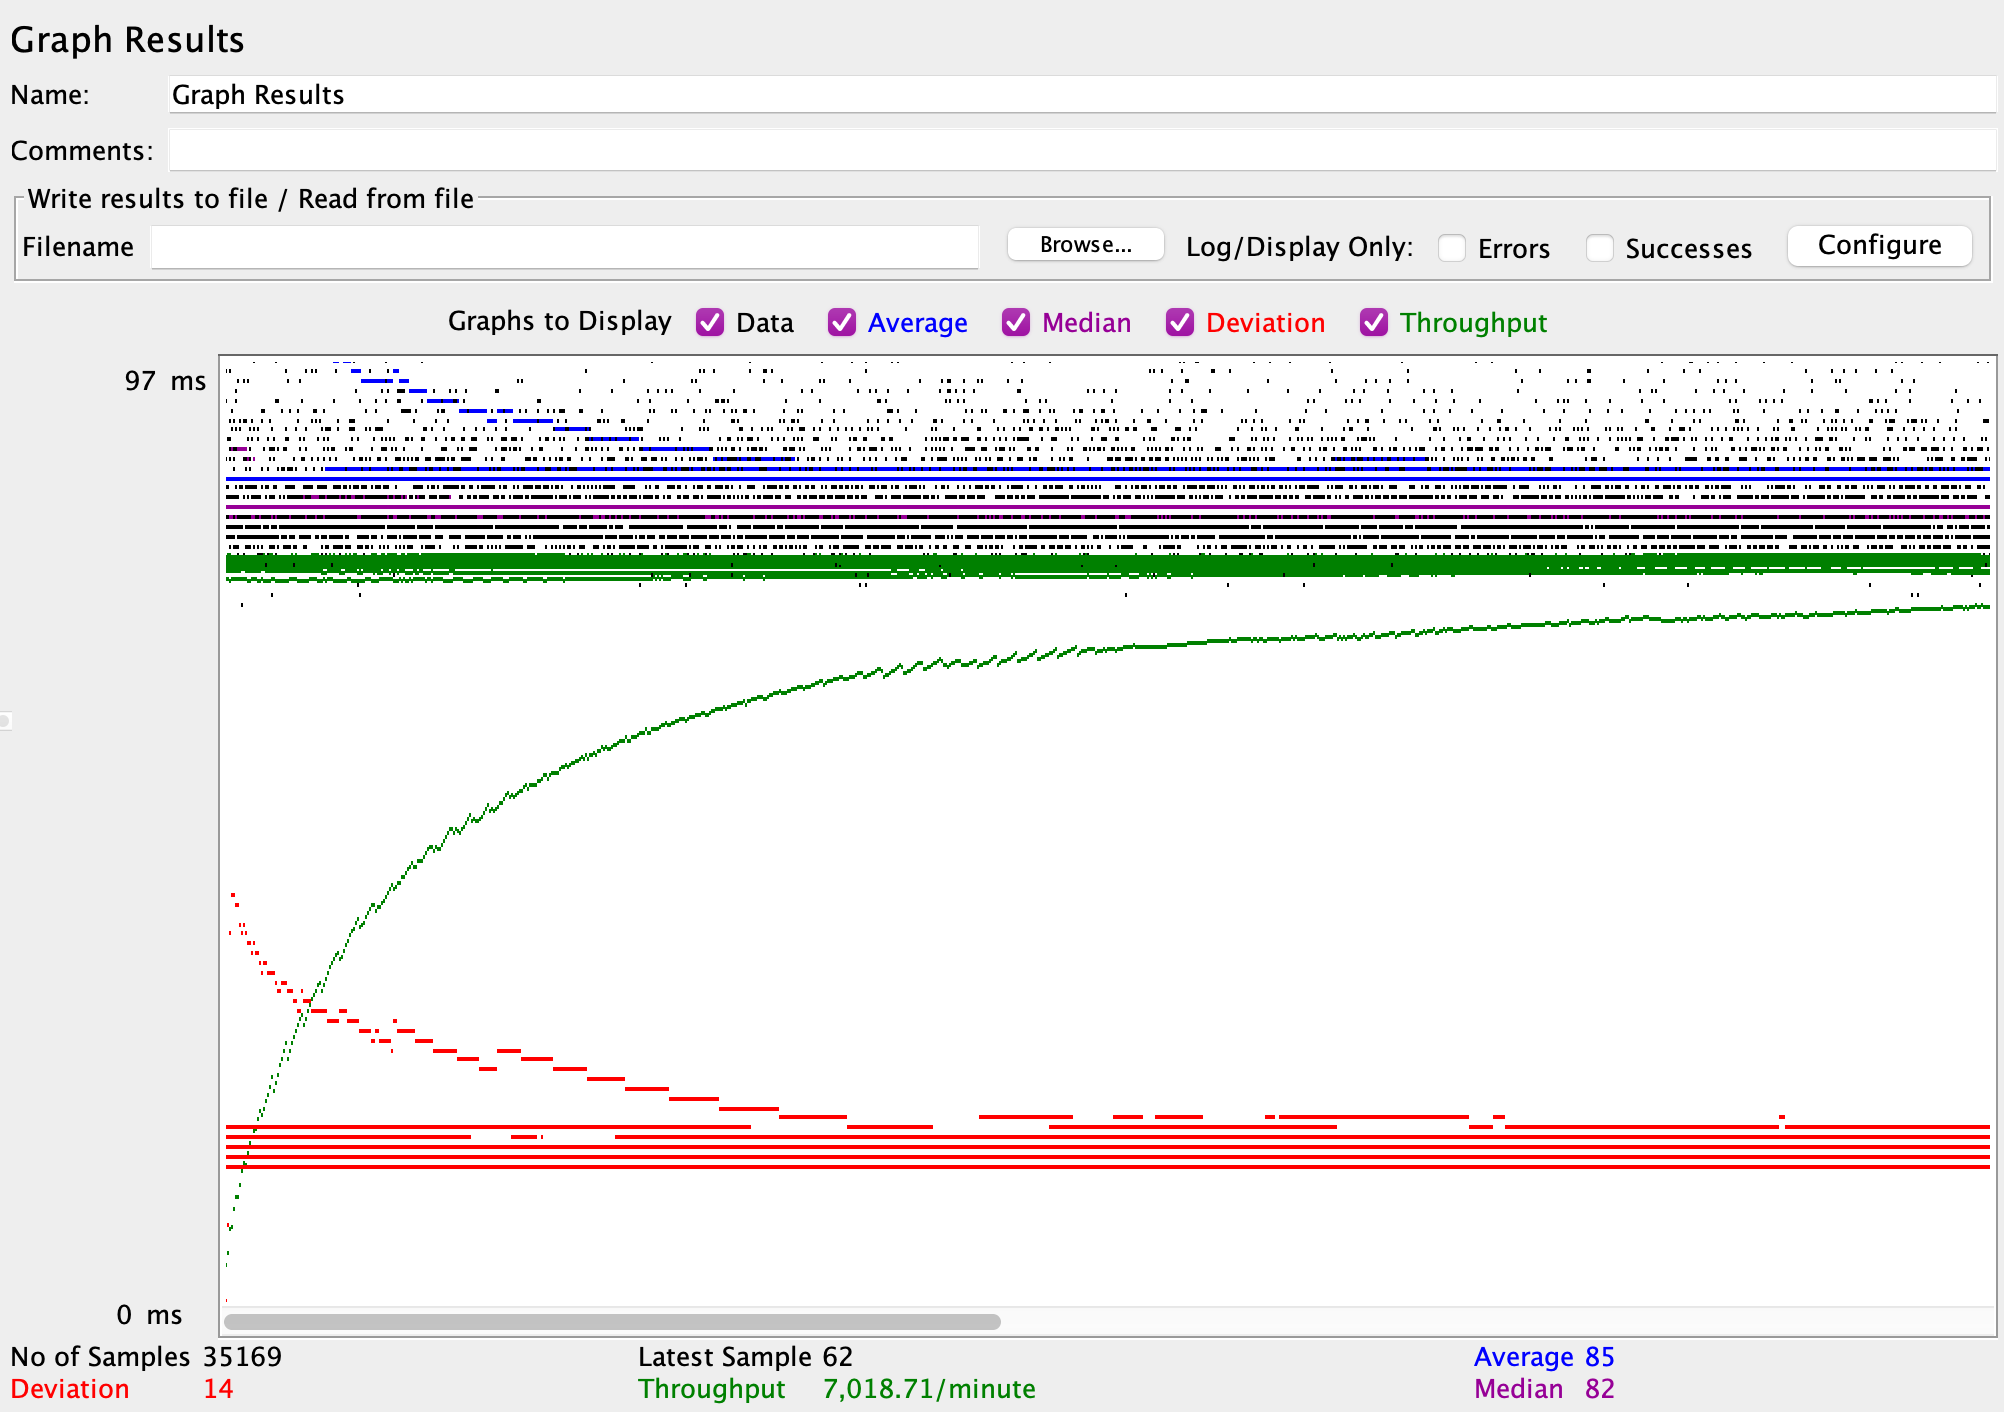 Graph Results
Name: Graph Results
Comments:
Write results to file / Read from file
Filename Browse... Log/Display Only: Errors Successes Configure
Graphs to Display Data Average Median Deviation Throughput
97 ms
0 ms
No of Samples 35169 Latest Sample 62 Average 85
Deviation 14 Throughput 7,018.71/minute Median 82